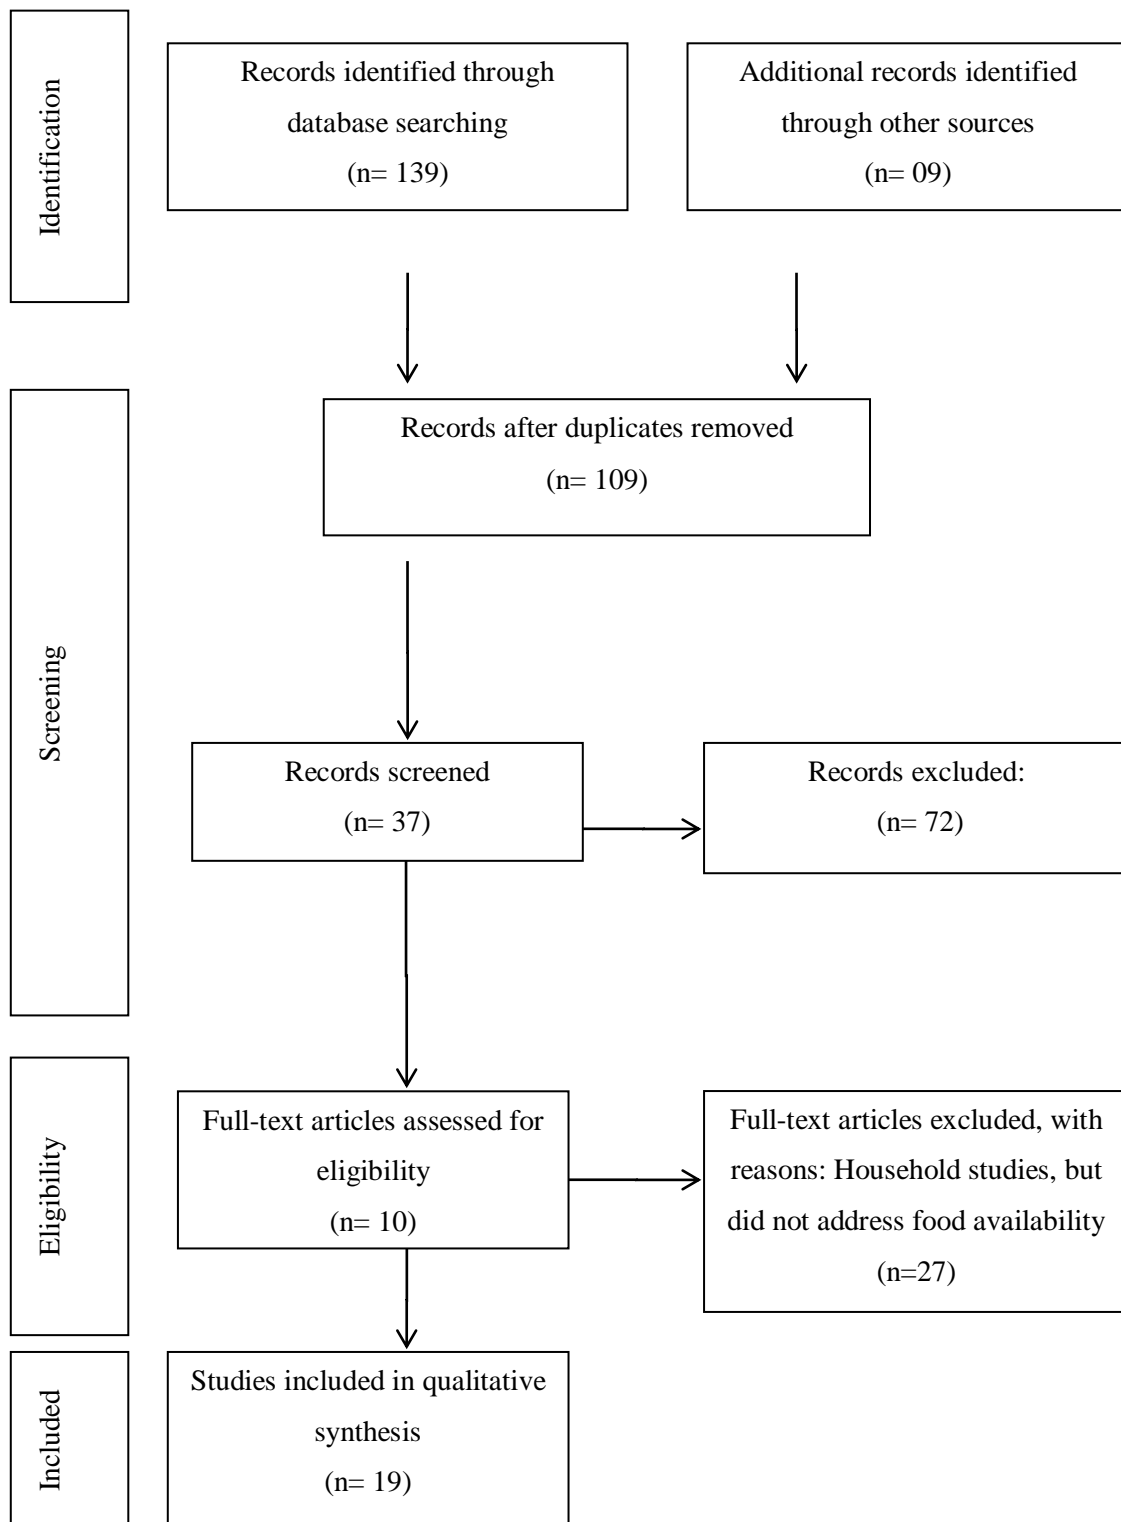 Identification
Records identified through
database searching
(n= 139)
Additional records identified
through other sources
(n= 09)
Screening
Records after duplicates removed
(n= 109)
Records screened
(n= 37)
Records excluded:
(n= 72)
Eligibility
Full-text articles assessed for
eligibility
(n= 10)
Full-text articles excluded, with
reasons: Household studies, but
did not address food availability
(n=27)
Included
Studies included in qualitative
synthesis
(n= 19)